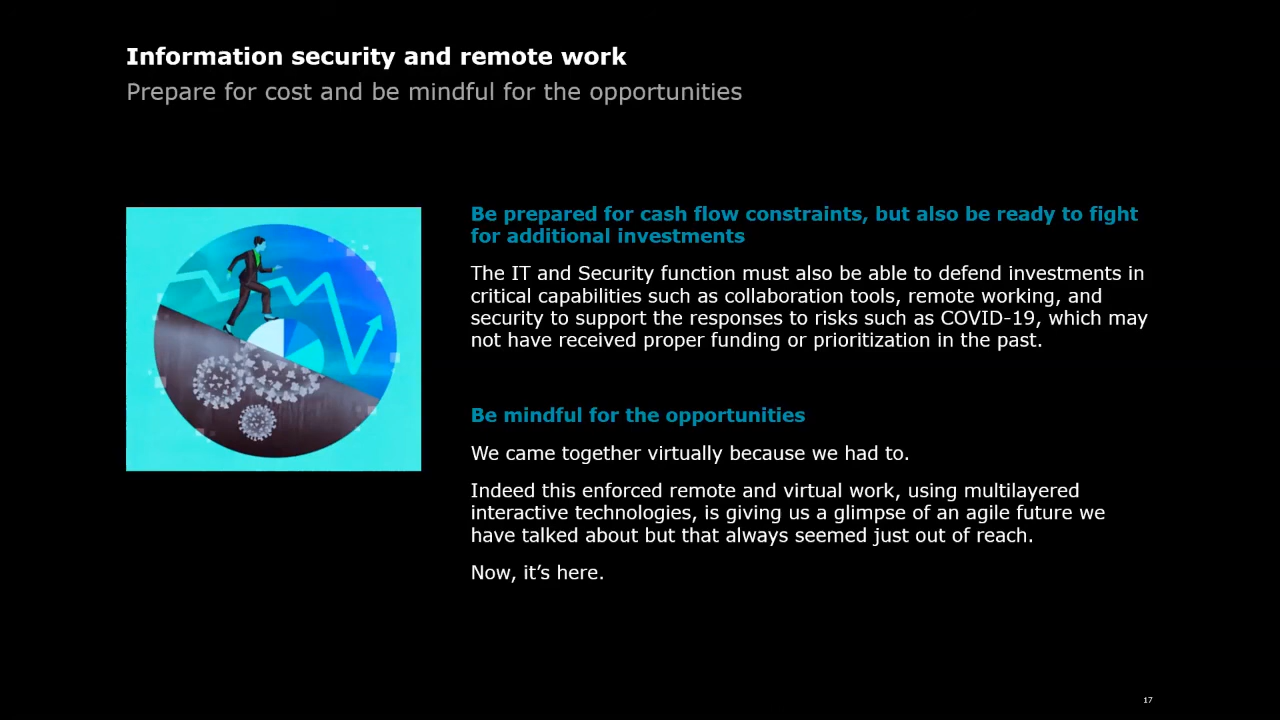 Information security and remote work
Prepare for cost and be mindful for the opportunities
Be prepared for cash flow constraints, but also be ready to fight
for additional investments
The IT and Security function must also be able to defend investments in
critical capabilities such as collaboration tools, remote working, and
security to support the responses to risks such as COVID-19, which may
not have received proper funding or prioritization in the past.
Be mindful for the opportunities
We came together virtually because we had to.
Indeed this enforced remote and virtual work, using multilayered
interactive technologies, is giving us a glimpse of an agile future we
have talked about but that always seemed just out of reach.
Now, it’s here.
17